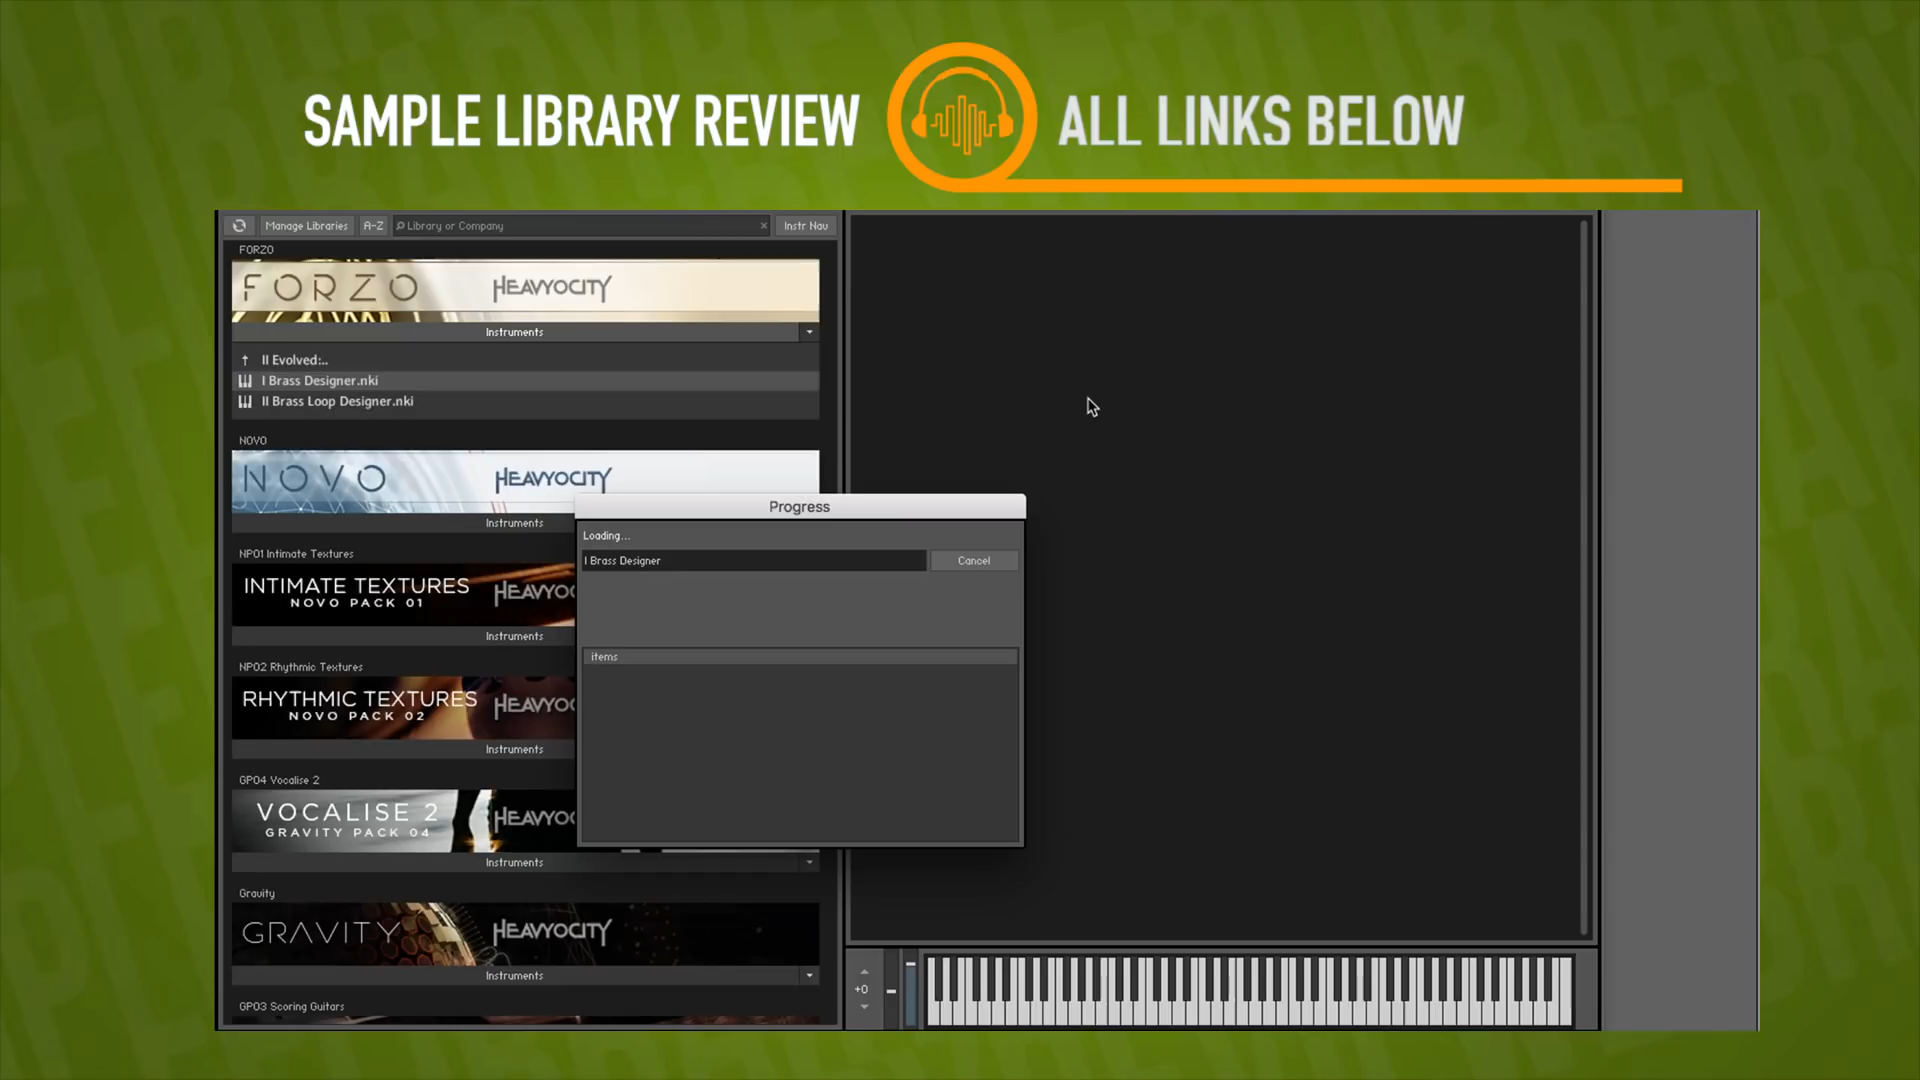 SAMPLE LIBRARY REVIEW
ALL LINKS BELOW
Manage Libraries
A-Z
Library or Company
×
Instr Nav
FORZO
FORZO
HEAVYOCITY
Instruments
II Evolved:..
I Brass Designer.nki
II Brass Loop Designer.nki
NOVO
NOVO
HEAVYOCITY
Instruments
Progress
Loading...
I Brass Designer
Cancel
items
NP01 Intimate Textures
INTIMATE TEXTURES
NOVO PACK 01
HEAVYO
Instruments
NP02 Rhythmic Textures
RHYTHMIC TEXTURES
NOVO PACK 02
HEAVYO
Instruments
GP04 Vocalise 2
VOCALISE 2
GRAVITY PACK 04
HEAVYO
Instruments
Gravity
GRAVITY
HEAVYOCITY
Instruments
GP03 Scoring Guitars
+0